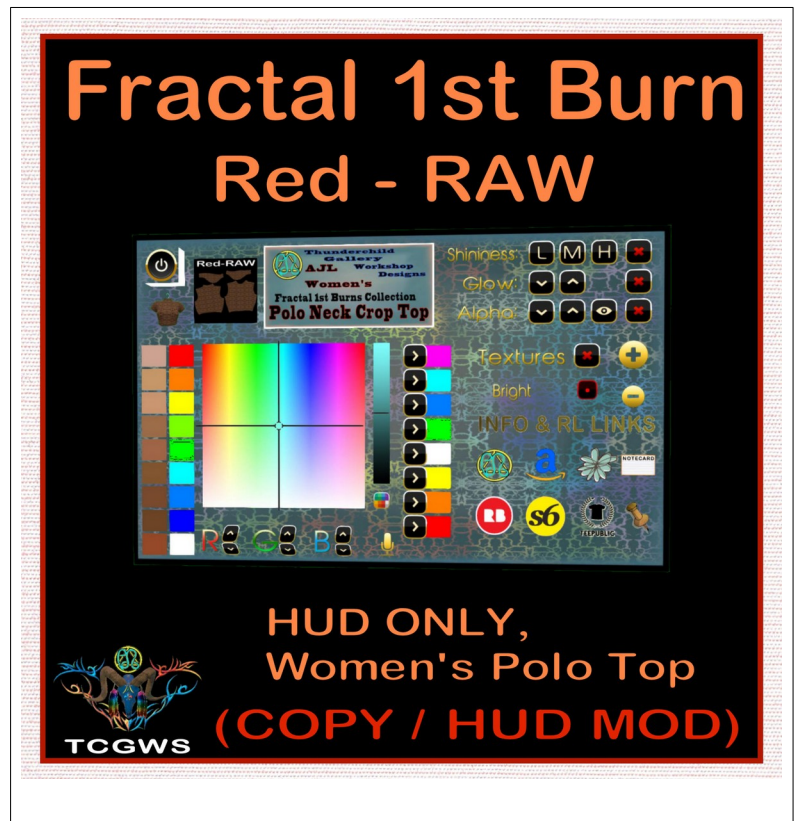 Fractal 1st Burn
Red - RAW
Red-RAW
Thunderchild
Gallery
AJL Workshop
Designs
Women's
Fractal 1st Burns Collection
Polo Neck Crop Top
Shininess: L M H
Glow:
Alpha:
Textures
Bright
INFO & RL LINKS
a
NOTECARD
RB
s6
TEEPUBLIC
R G B
HUD ONLY,
Women's Polo Top
(COPY / HUD MOD)
TCGWS